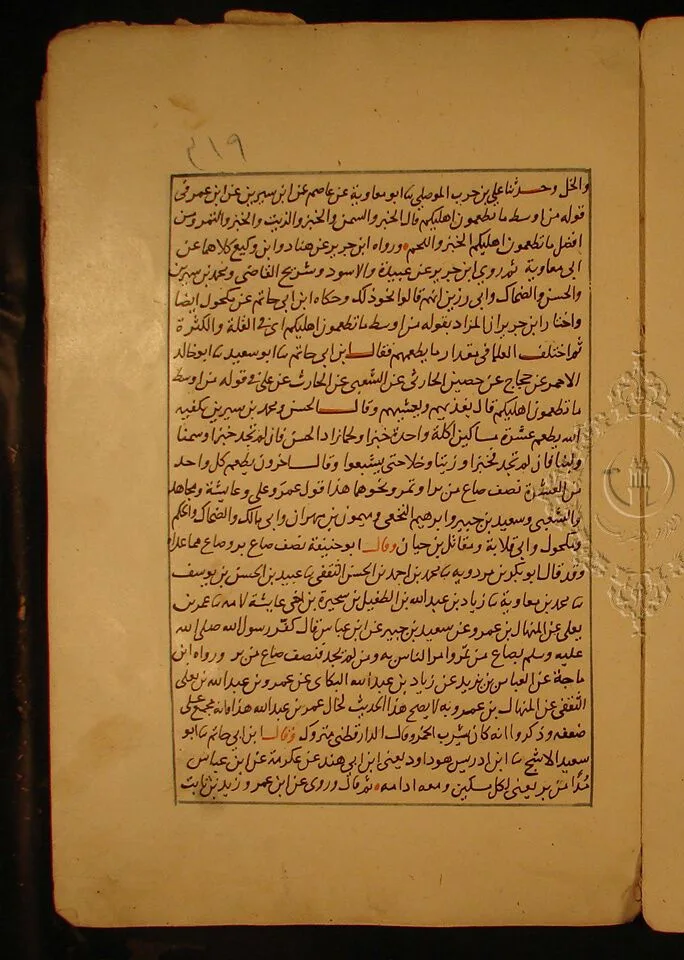 ٣١٩
والخل وحدثنا علي بن حرب الموصلي ثنا ابو معاوية عن عاصم عن ابن سيرين عن ابن عمر في
قوله من اوسط ما تطعمون اهليكم قال الخبز والسمن والخبز والزيت والخبز والتمر ومن
افضل ما تطعمون اهليكم الخبز واللحم ورواه ابن جرير عن هناد وابن وكيع كلاهما عن
ابي معاوية ثم روي ابن جرير عن عبيدة والاسود وشريح القاضي ومحمد بن سيرين
والحسن والضحاك وابي رزين انهم قالوا نحو ذلك وحكاه ابن ابي حاتم عن مكحول ايضا
واختار ابن جرير ان المراد بقوله من اوسط ما تطعمون اهليكم اي في القلة والكثرة
ثم اختلف العلما في مقدار ما يطعمهم فقال ابن ابي حاتم ثنا ابو سعيد ثنا ابو خالد
الاحمر عن حجاج عن حصين الحارثي عن الشعبي عن الحارث عن علي في قوله من اوسط
ما تطعمون اهليكم قال يغذيهم ويعشيهم وقال الحسن ومحمد بن سيرين يكفيه
ان يطعم عشرة مساكين اكلة واحدة خبزا ولحما زاد الحسن فان لم تجد خبزا وسمنا
ولبنا فان لم تجد فخبزا وزيتا وخلا حتى يشبعوا وقال اخرون يطعم كل واحد
من العشرة نصف صاع من بر او تمر ونحوها هذا قول عمر وعلي وعايشة ومجاهد
والشعبي وسعيد بن جبير وابرهيم النخعي وميمون بن مهران وابي مالك والضحاك والحكم
ومكحول وابي قلابة ومقاتل بن حيان وقال ابو حنيفة نصف صاع بر وصاع مما عداه
وقد قال ابو بكر بن مردويه ثنا محمد بن احمد بن الحسن الثقفي ثنا عبيد بن الحسن بن يوسف
ثنا محمد بن معاوية ثنا زياد بن عبد الله بن الطفيل بن سخبرة بن اخي عايشة لامه ثنا عمر بن
يعلى عن المنهال بن عمرو عن سعيد بن جبير عن ابن عباس قال كفر رسول الله صلى الله
عليه وسلم بصاع من تمر وامر الناس به ومن لم يجد فنصف صاع من بر ورواه ابن
ماجة عن العباس بن يزيد عن زياد بن عبد الله البكاي عن عمر بن عبد الله بن يعلى
الثقفي عن المنهال بن عمرو به لا يصح هذا الحديث لحال عمر بن عبد الله هذا فانه مجمع على
ضعفه وذكروا انه كان يشرب الخمر وقال الدارقطني متروك وقال ابن ابي حاتم ثنا ابو
سعيد الاشج ثنا ابن ادريس هو داود يعني ابن ابي هند عن عكرمة عن ابن عباس
مُدًّا من بر يعني لكل مسكين ومعه ادامه ثم قال وروى عن ابن عمر وزيد بن ثابت